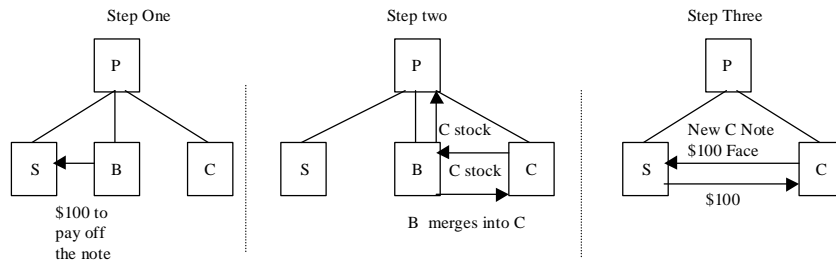 Step One
P
S
B
C
$100 to
pay off
the note
Step two
P
C stock
B
C
S
C stock
B merges into C
Step Three
P
New C Note
$100 Face
S
C
$100